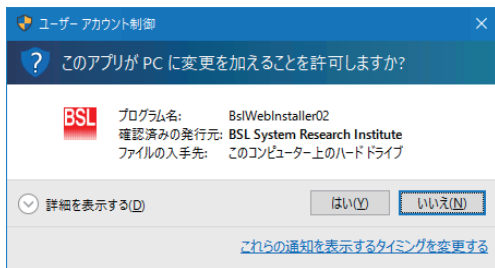 ユーザー アカウント制御
このアプリが PC に変更を加えることを許可しますか?
BSL
プログラム名: BslWebInstaller02
確認済みの発行元: BSL System Research Institute
ファイルの入手先: このコンピューター上のハード ドライブ
詳細を表示する(D) はい(Y) いいえ(N)
これらの通知を表示するタイミングを変更する